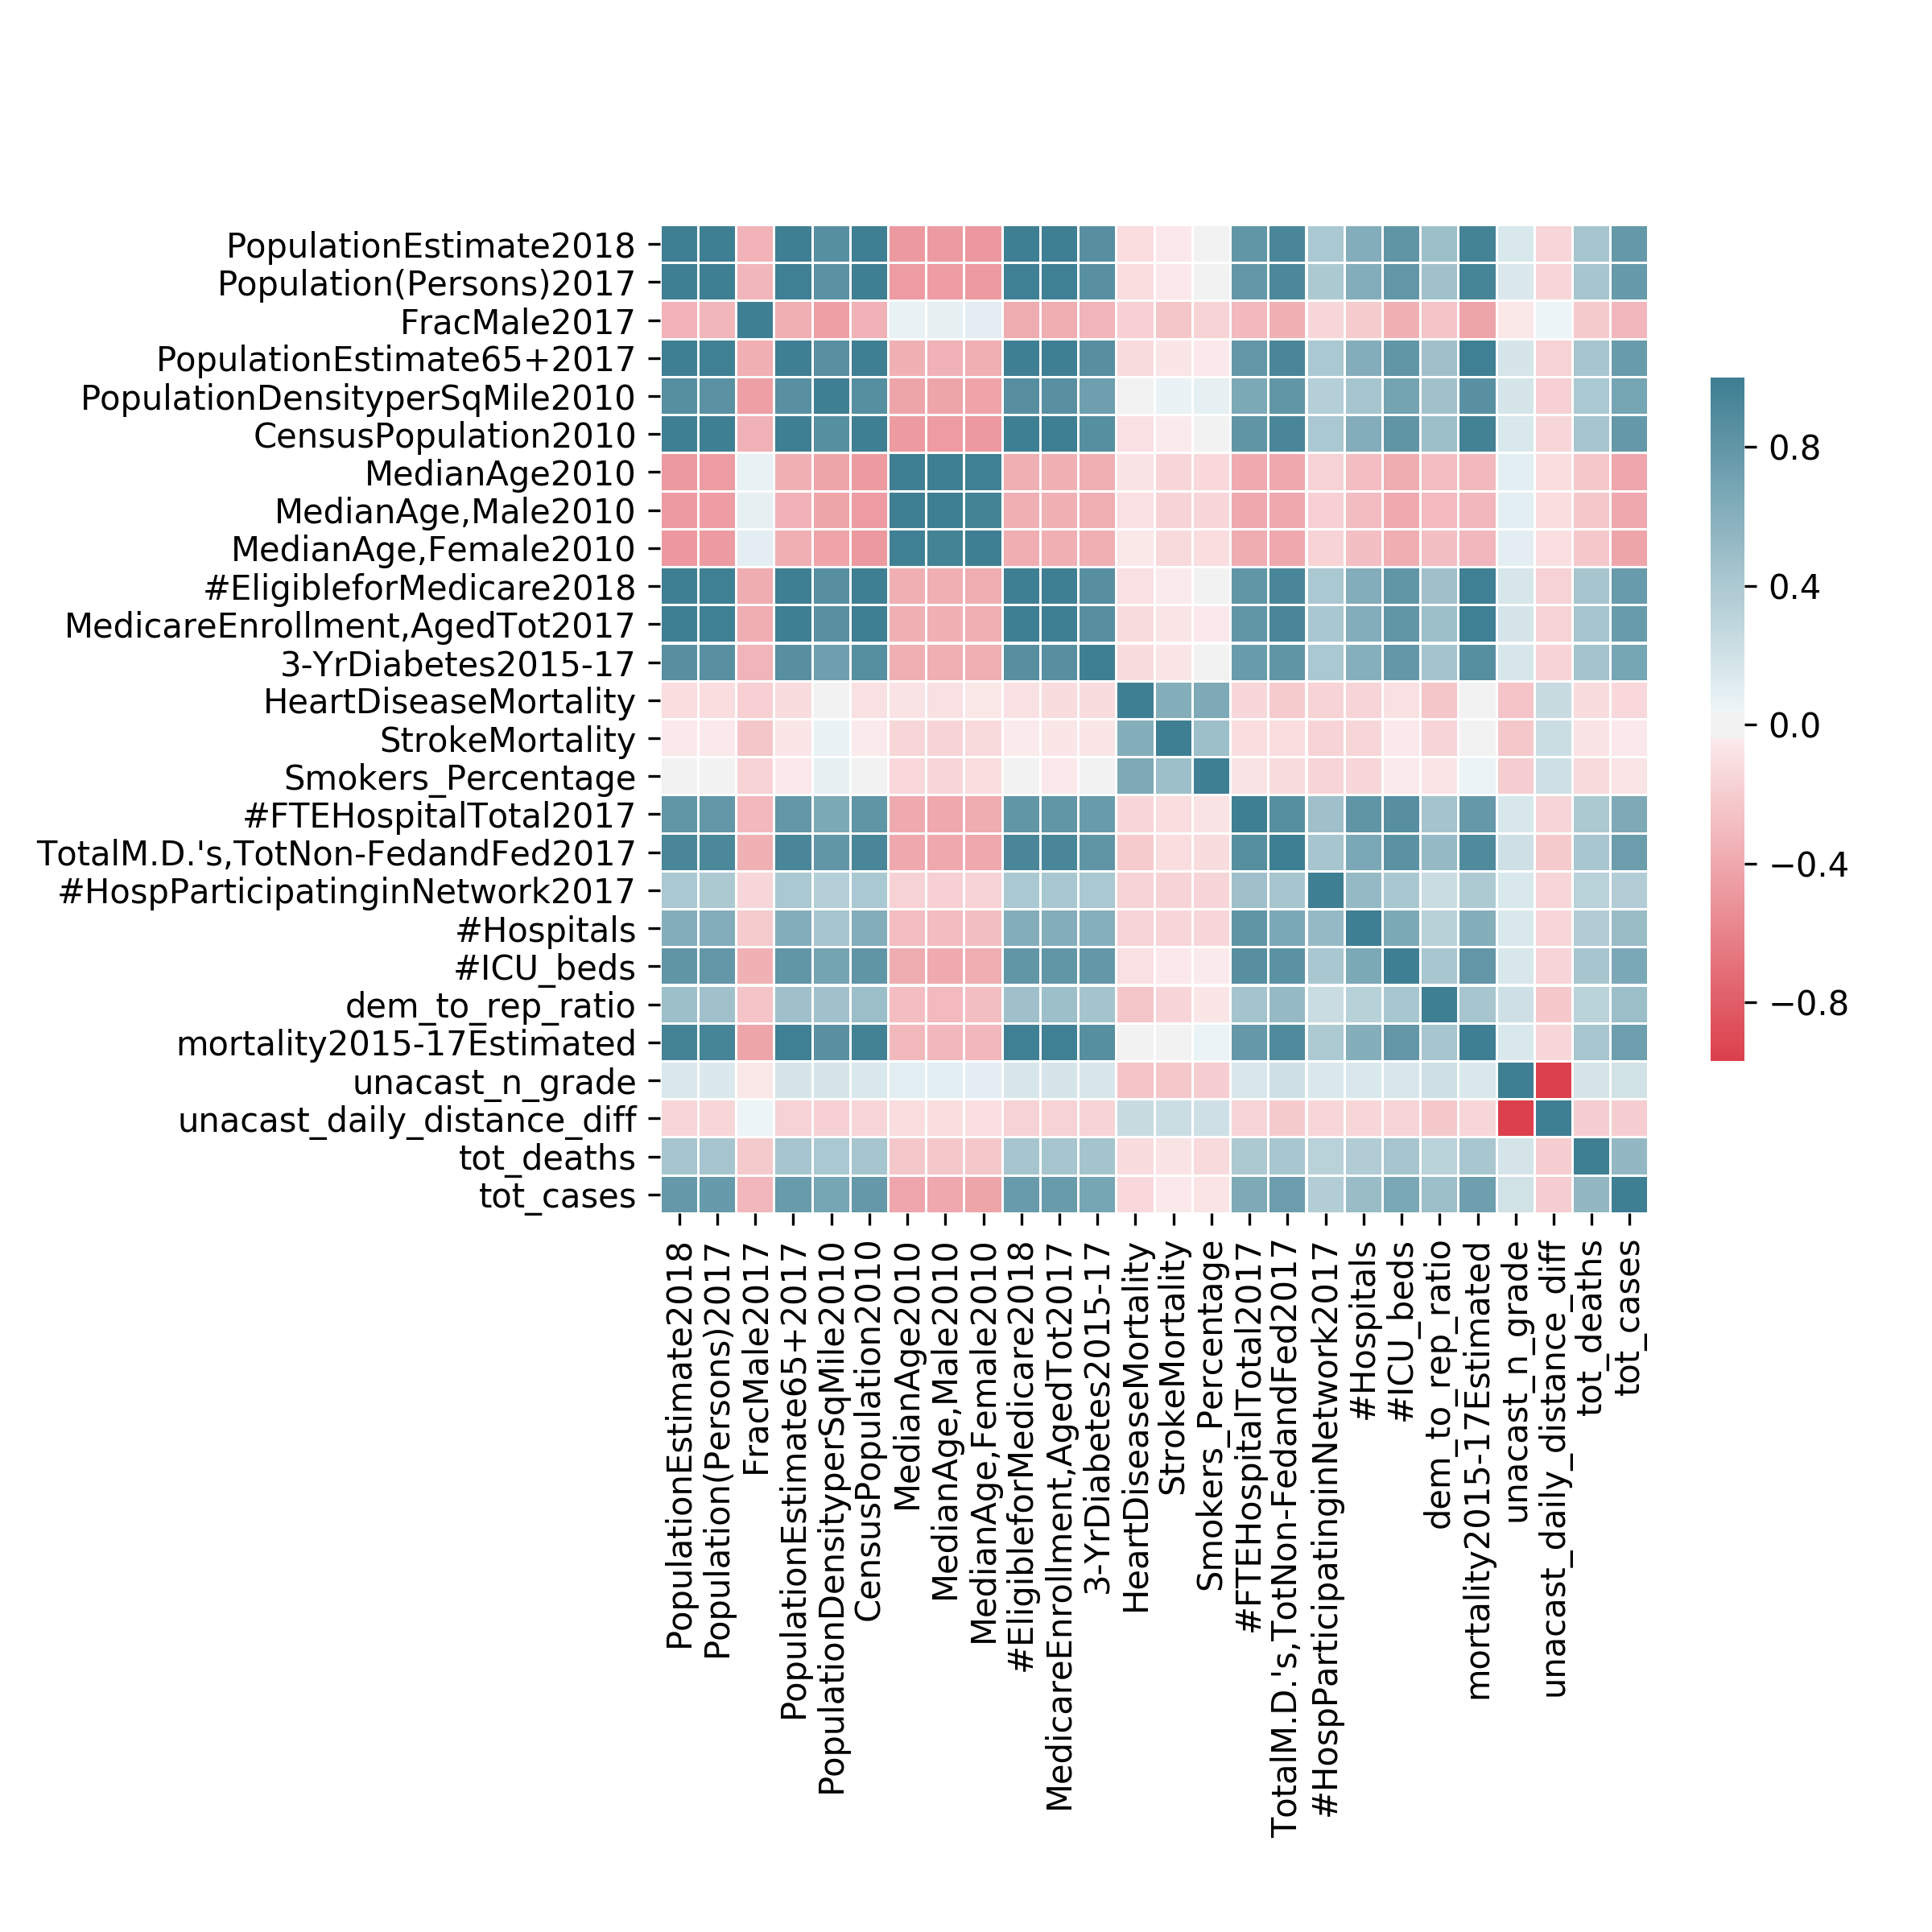 PopulationEstimate2018
Population(Persons)2017
FracMale2017
PopulationEstimate65+2017
PopulationDensityperSqMile2010
CensusPopulation2010
MedianAge2010
MedianAge,Male2010
MedianAge,Female2010
#EligibleforMedicare2018
MedicareEnrollment,AgedTot2017
3-YrDiabetes2015-17
HeartDiseaseMortality
StrokeMortality
Smokers_Percentage
#FTEHospitalTotal2017
TotalM.D.'s,TotNon-FedandFed2017
#HospParticipatinginNetwork2017
#Hospitals
#ICU_beds
dem_to_rep_ratio
mortality2015-17Estimated
unacast_n_grade
unacast_daily_distance_diff
tot_deaths
tot_cases
PopulationEstimate2018
Population(Persons)2017
FracMale2017
PopulationEstimate65+2017
PopulationDensityperSqMile2010
CensusPopulation2010
MedianAge2010
MedianAge,Male2010
MedianAge,Female2010
#EligibleforMedicare2018
MedicareEnrollment,AgedTot2017
3-YrDiabetes2015-17
HeartDiseaseMortality
StrokeMortality
Smokers_Percentage
#FTEHospitalTotal2017
TotalM.D.'s,TotNon-FedandFed2017
#HospParticipatinginNetwork2017
#Hospitals
#ICU_beds
dem_to_rep_ratio
mortality2015-17Estimated
unacast_n_grade
unacast_daily_distance_diff
tot_deaths
tot_cases
0.8
0.4
0.0
−0.4
−0.8